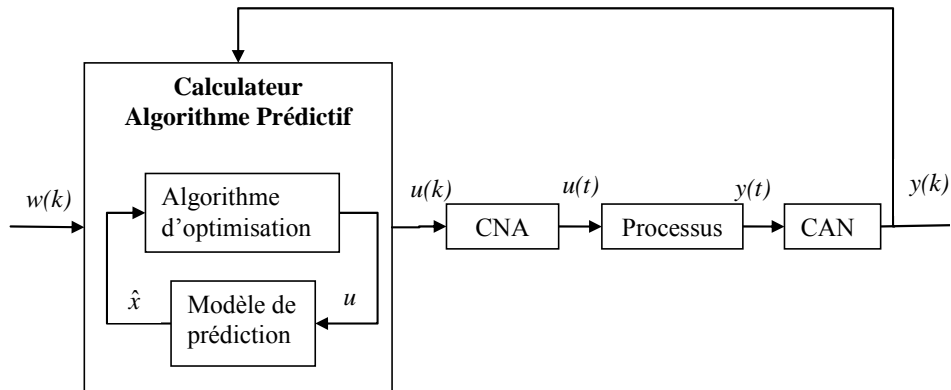 Calculateur
Algorithme Prédictif
w(k)
Algorithme
d'optimisation
x̂
Modèle de
prédiction
u
u(k)
CNA
u(t)
Processus
y(t)
CAN
y(k)